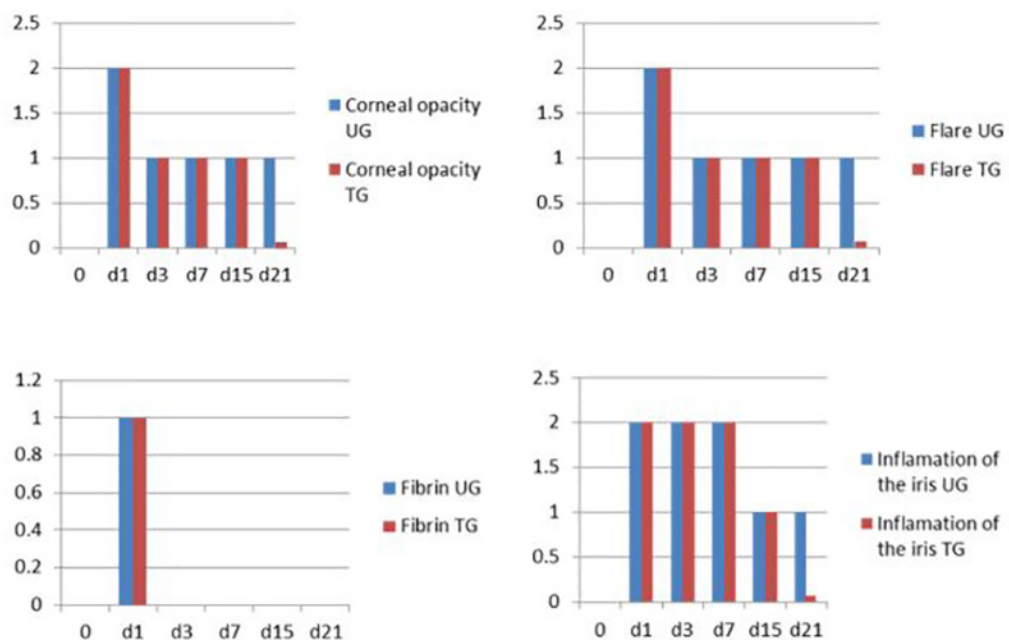 2.5
2
1.5
1
0.5
0
0 d1 d3 d7 d15 d21
Corneal opacity
UG
Corneal opacity
TG
2.5
2
1.5
1
0.5
0
0 d1 d3 d7 d15 d21
Flare UG
Flare TG
1.2
1
0.8
0.6
0.4
0.2
0
0 d1 d3 d7 d15 d21
Fibrin UG
Fibrin TG
2.5
2
1.5
1
0.5
0
0 d1 d3 d7 d15 d21
Inflamation of
the iris UG
Inflamation of
the iris TG